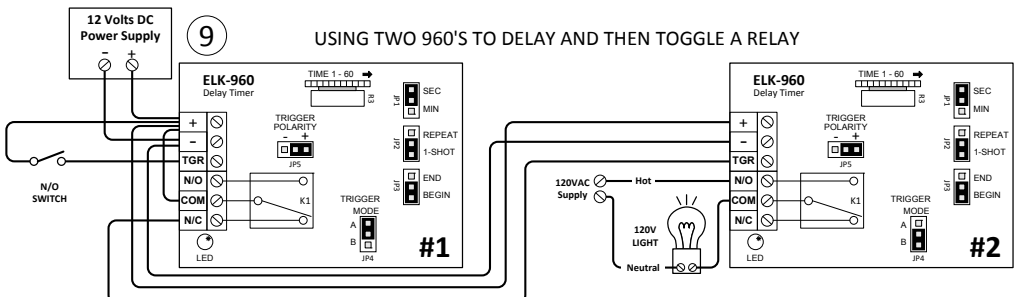 12 Volts DC
Power Supply
- +
9
USING TWO 960'S TO DELAY AND THEN TOGGLE A RELAY
ELK-960
Delay Timer
TIME 1 - 60
R3
JP1
SEC
MIN
+
-
TGR
N/O
COM
N/C
TRIGGER
POLARITY
- +
JP5
JP2
REPEAT
1-SHOT
JP3
END
BEGIN
K1
TRIGGER
MODE
A
B
JP4
LED
#1
N/O
SWITCH
120VAC
Supply
Hot
120V
LIGHT
Neutral
ELK-960
Delay Timer
TIME 1 - 60
R3
JP1
SEC
MIN
+
-
TGR
N/O
COM
N/C
TRIGGER
POLARITY
- +
JP5
JP2
REPEAT
1-SHOT
JP3
END
BEGIN
K1
TRIGGER
MODE
A
B
JP4
LED
#2